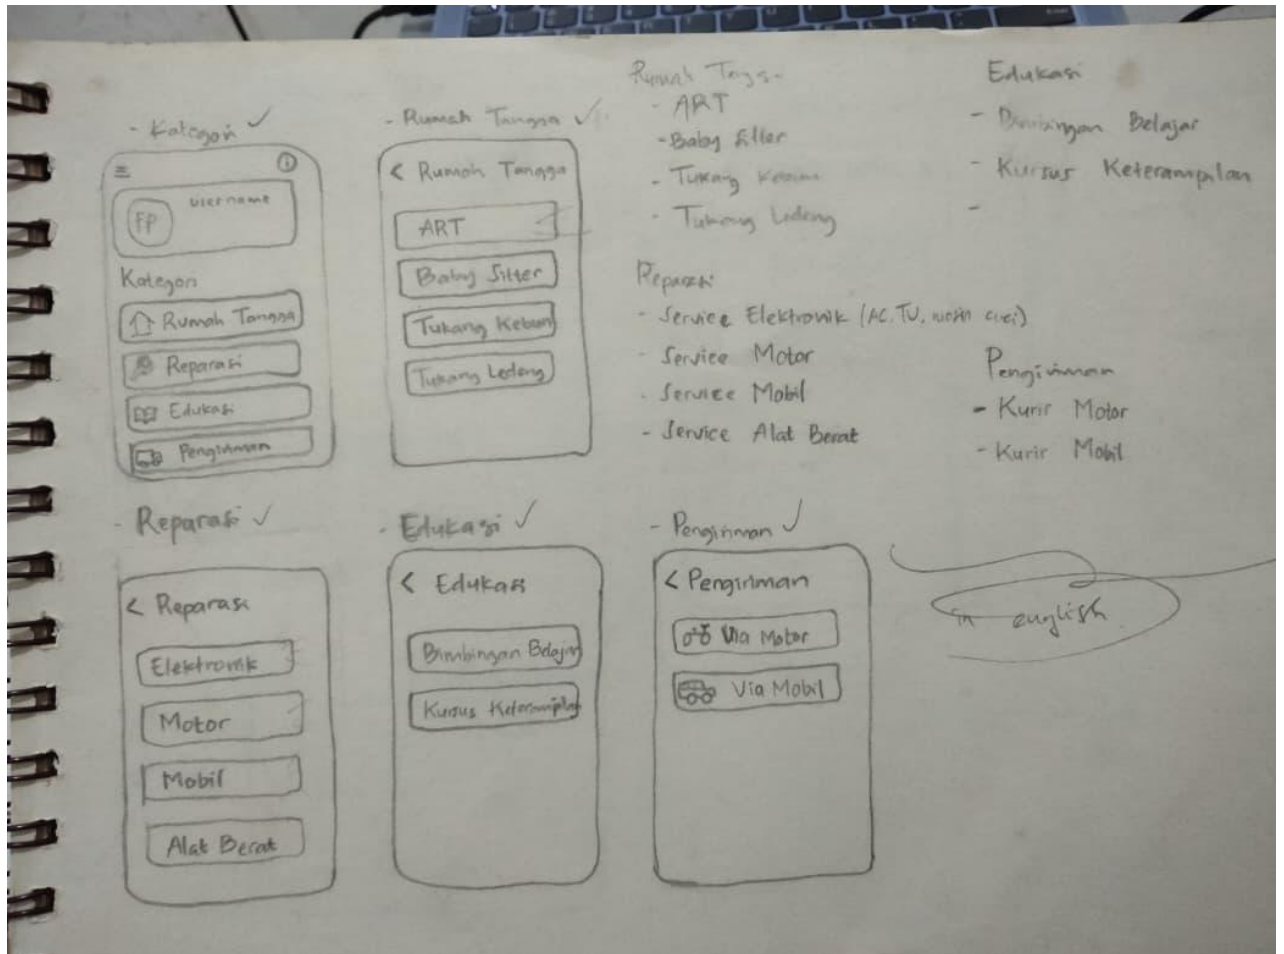 - Kategori ✓
FP
username
Kategori
Rumah Tangga
Reparasi
Edukasi
Pengiriman
- Rumah Tangga ✓
< Rumah Tangga
ART
Baby Sitter
Tukang Kebun
Tukang Ledeng
Rumah Tangga
- ART
- Baby Sitter
- Tukang Kebun
- Tukang Ledeng
Edukasi
- Bimbingan Belajar
- Kursus Keterampilan
-
Reparasi
- Service Elektronik (AC. TV, mesin cuci)
- Service Motor
- Service Mobil
- Service Alat Berat
Pengiriman
- Kurir Motor
- Kurir Mobil
- Reparasi ✓
< Reparasi
Elektronik
Motor
Mobil
Alat Berat
- Edukasi ✓
< Edukasi
Bimbingan Belajar
Kursus Keterampilan
- Pengiriman ✓
< Pengiriman
Via Motor
Via Mobil
in english